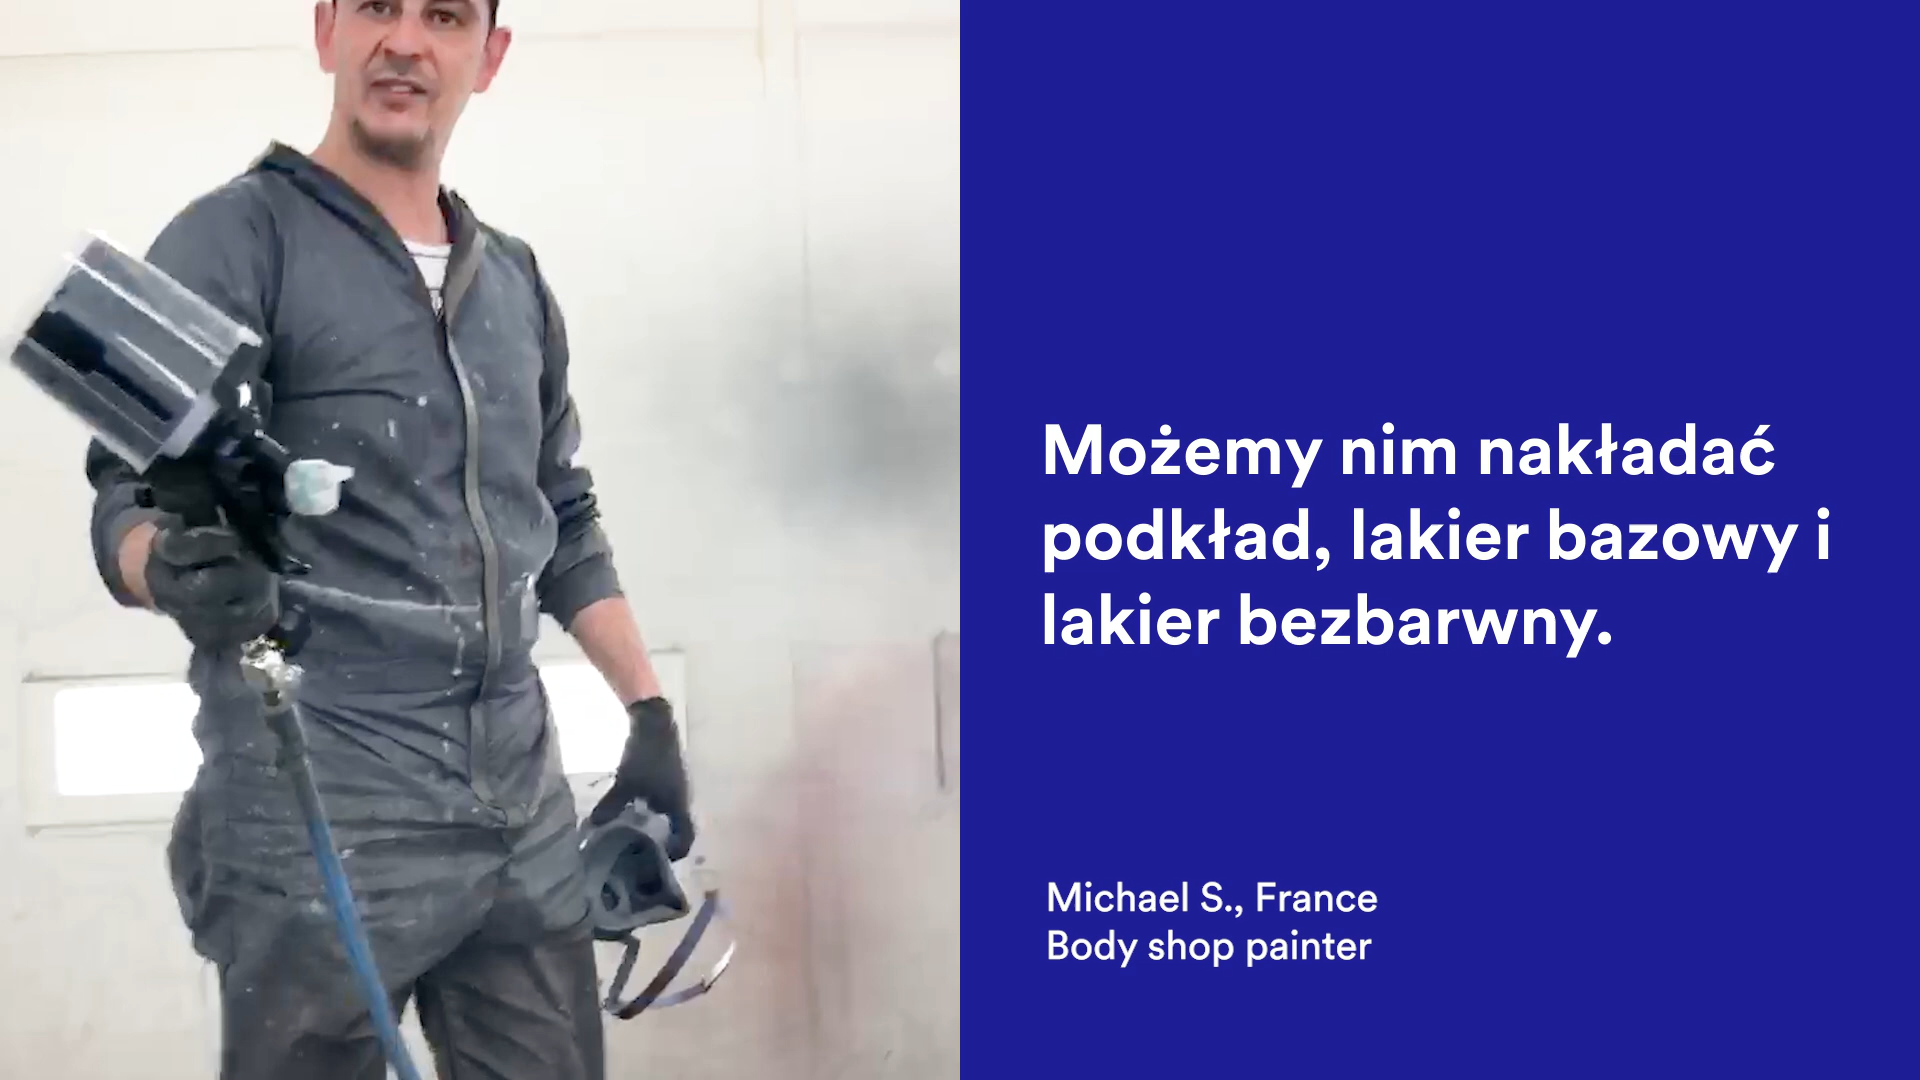 Możemy nim nakładać
podkład, lakier bazowy i
lakier bezbarwny.
Michael S., France
Body shop painter